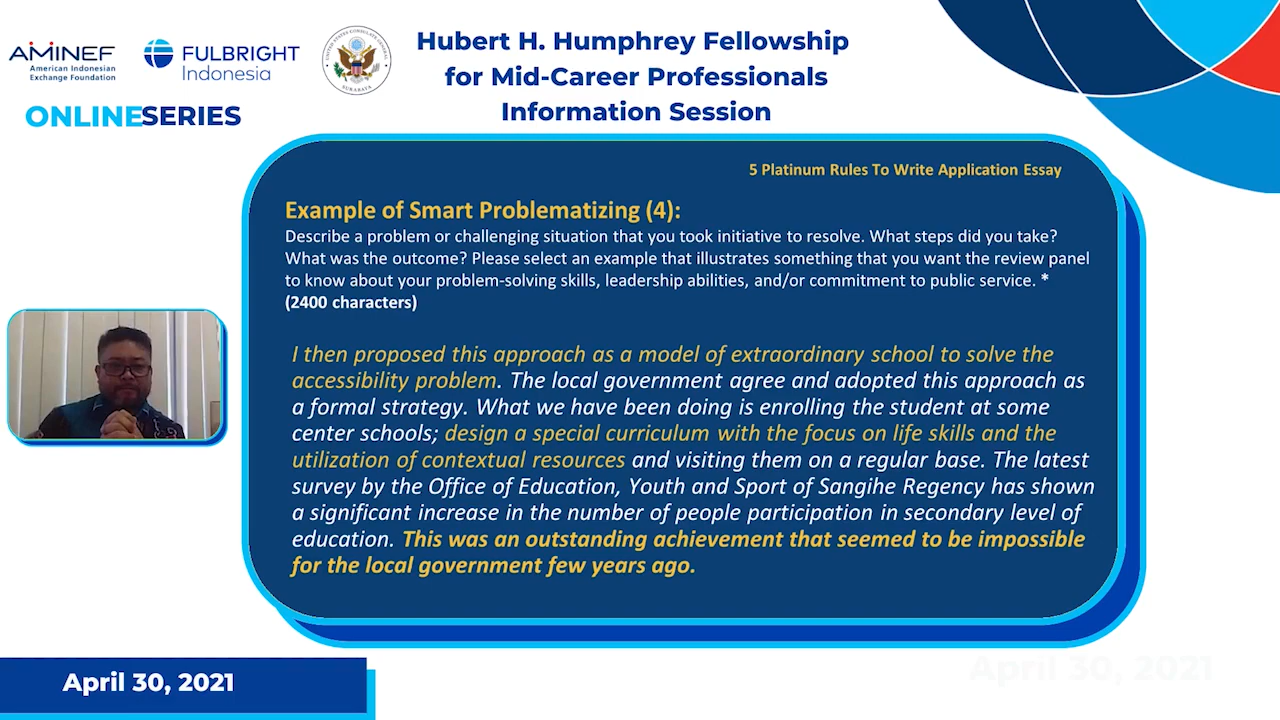 AMINEF
American Indonesian
Exchange Foundation
FULBRIGHT
Indonesia
UNITED STATES CONSULATE GENERAL
SURABAYA
ONLINESERIES
Hubert H. Humphrey Fellowship
for Mid-Career Professionals
Information Session
5 Platinum Rules To Write Application Essay
Example of Smart Problematizing (4):
Describe a problem or challenging situation that you took initiative to resolve. What steps did you take?
What was the outcome? Please select an example that illustrates something that you want the review panel
to know about your problem-solving skills, leadership abilities, and/or commitment to public service. *
(2400 characters)
I then proposed this approach as a model of extraordinary school to solve the
accessibility problem. The local government agree and adopted this approach as
a formal strategy. What we have been doing is enrolling the student at some
center schools; design a special curriculum with the focus on life skills and the
utilization of contextual resources and visiting them on a regular base. The latest
survey by the Office of Education, Youth and Sport of Sangihe Regency has shown
a significant increase in the number of people participation in secondary level of
education. This was an outstanding achievement that seemed to be impossible
for the local government few years ago.
April 30, 2021
April 30, 2021